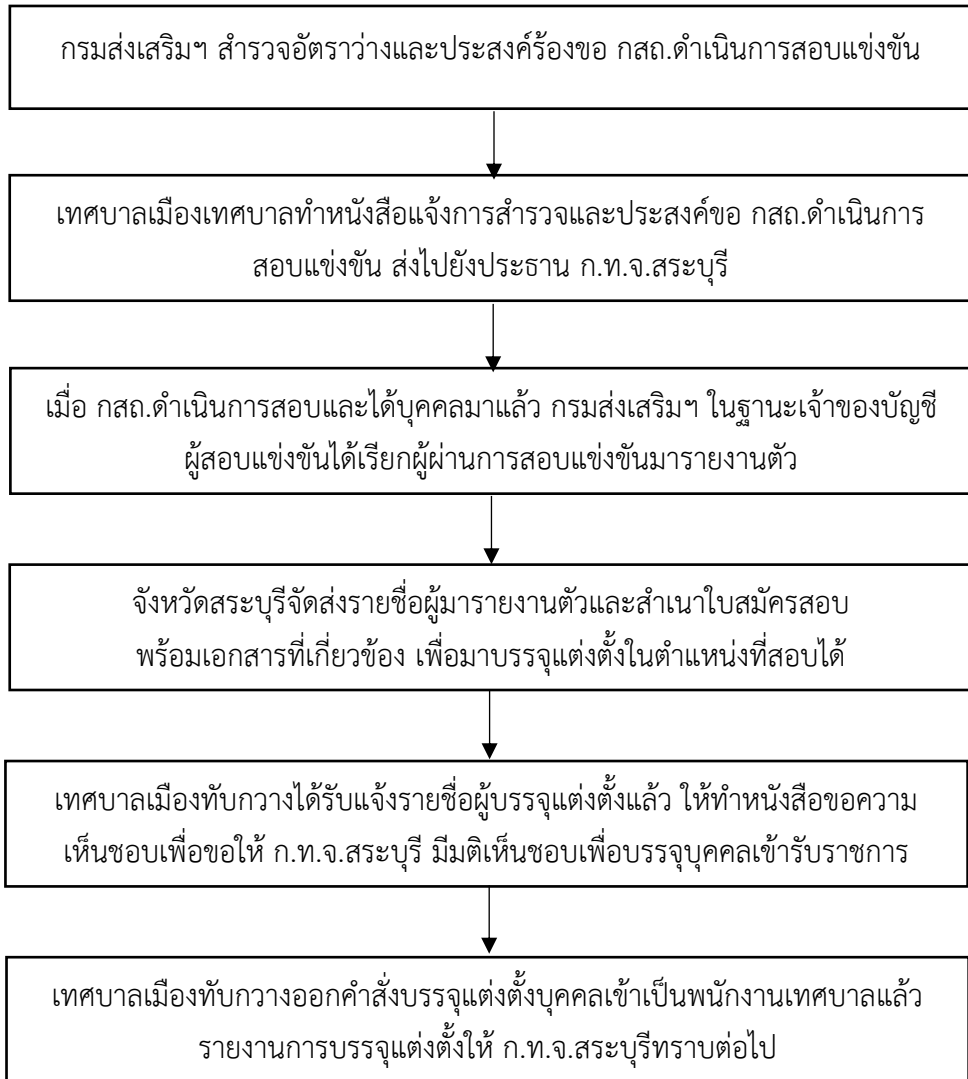 กรมส่งเสริมฯ สำรวจอัตราว่างและประสงค์ร้องขอ กสถ.ดำเนินการสอบแข่งขัน
เทศบาลเมืองเทศบาลทำหนังสือแจ้งการสำรวจและประสงค์ขอ กสถ.ดำเนินการ
สอบแข่งขัน ส่งไปยังประธาน ก.ท.จ.สระบุรี
เมื่อ กสถ.ดำเนินการสอบและได้บุคคลมาแล้ว กรมส่งเสริมฯ ในฐานะเจ้าของบัญชี
ผู้สอบแข่งขันได้เรียกผู้ผ่านการสอบแข่งขันมารายงานตัว
จังหวัดสระบุรีจัดส่งรายชื่อผู้มารายงานตัวและสำเนาใบสมัครสอบ
พร้อมเอกสารที่เกี่ยวข้อง เพื่อมาบรรจุแต่งตั้งในตำแหน่งที่สอบได้
เทศบาลเมืองทับกวางได้รับแจ้งรายชื่อผู้บรรจุแต่งตั้งแล้ว ให้ทำหนังสือขอความ
เห็นชอบเพื่อขอให้ ก.ท.จ.สระบุรี มีมติเห็นชอบเพื่อบรรจุบุคคลเข้ารับราชการ
เทศบาลเมืองทับกวางออกคำสั่งบรรจุแต่งตั้งบุคคลเข้าเป็นพนักงานเทศบาลแล้ว
รายงานการบรรจุแต่งตั้งให้ ก.ท.จ.สระบุรีทราบต่อไป